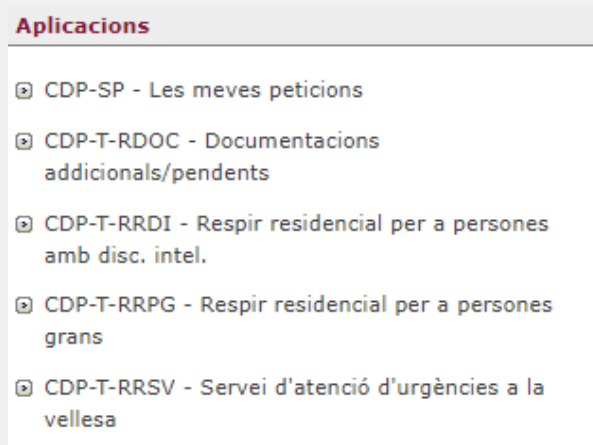 Aplicacions
CDP-SP - Les meves peticions
CDP-T-RDOC - Documentacions
addicionals/pendents
CDP-T-RRDI - Respir residencial per a persones
amb disc. intel.
CDP-T-RRPG - Respir residencial per a persones
grans
CDP-T-RRSV - Servei d'atenció d'urgències a la
vellesa